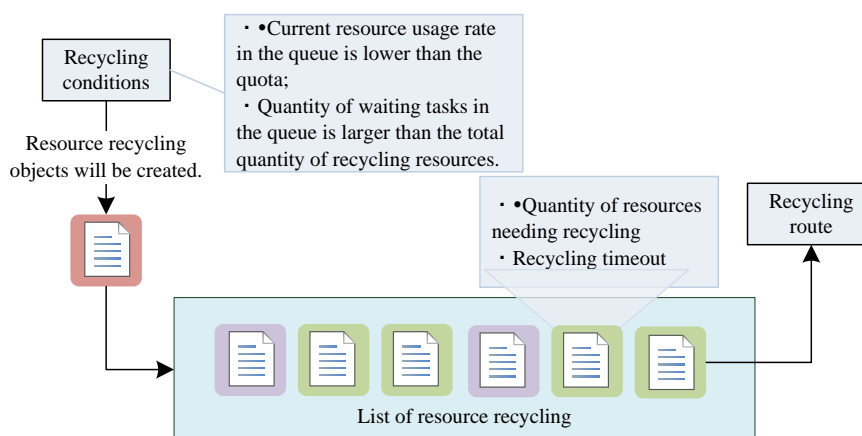 Recycling
conditions
・•Current resource usage rate
in the queue is lower than the
quota;
・Quantity of waiting tasks in
the queue is larger than the total
quantity of recycling resources.
Resource recycling
objects will be created.
・•Quantity of resources
needing recycling
・Recycling timeout
Recycling
route
List of resource recycling